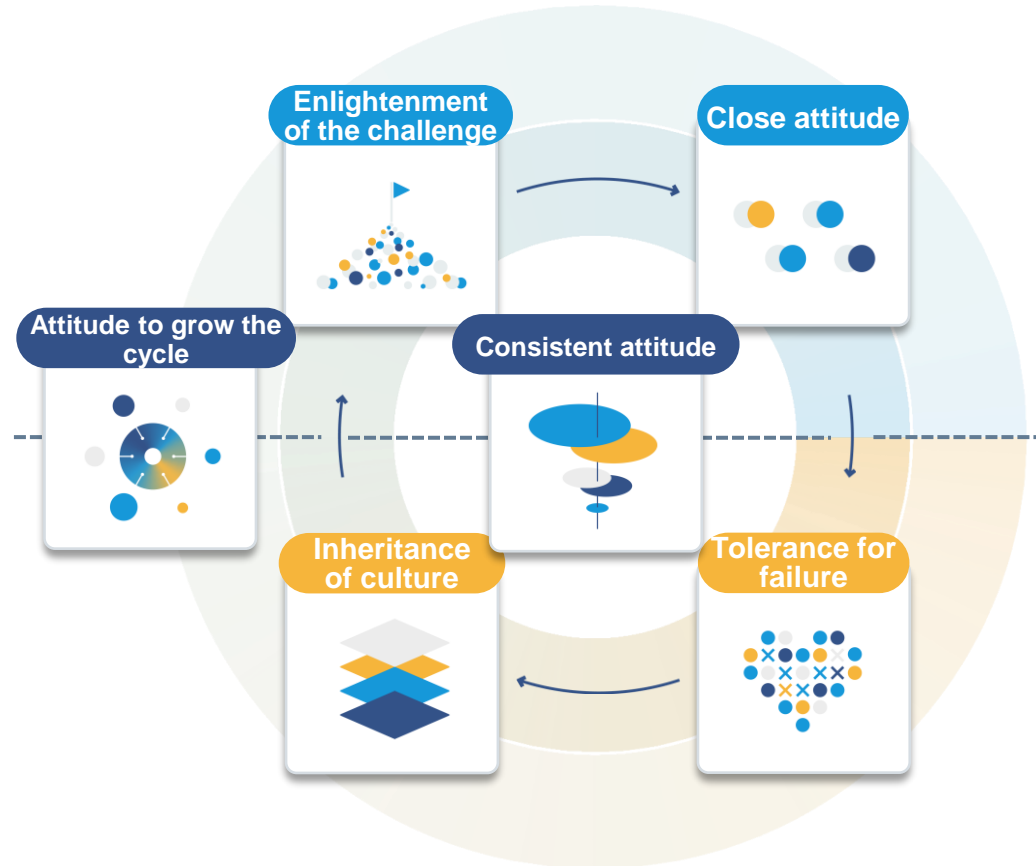 Enlightenment
of the challenge
Close attitude
Attitude to grow the
cycle
Consistent attitude
Inheritance
of culture
Tolerance for
failure